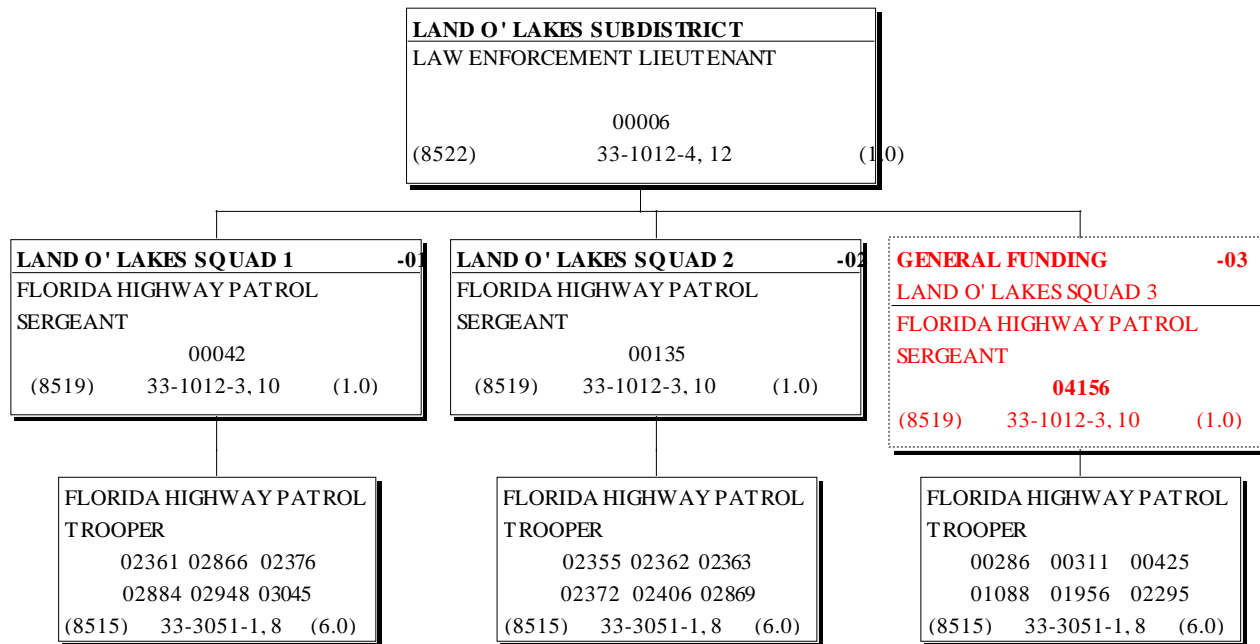 LAND O' LAKES SUBDISTRICT
LAW ENFORCEMENT LIEUTENANT
00006
(8522) 33-1012-4, 12 (1.0)
LAND O' LAKES SQUAD 1 -01
FLORIDA HIGHWAY PATROL
SERGEANT
00042
(8519) 33-1012-3, 10 (1.0)
LAND O' LAKES SQUAD 2 -02
FLORIDA HIGHWAY PATROL
SERGEANT
00135
(8519) 33-1012-3, 10 (1.0)
GENERAL FUNDING -03
LAND O' LAKES SQUAD 3
FLORIDA HIGHWAY PATROL
SERGEANT
04156
(8519) 33-1012-3, 10 (1.0)
FLORIDA HIGHWAY PATROL
TROOPER
02361 02866 02376
02884 02948 03045
(8515) 33-3051-1, 8 (6.0)
FLORIDA HIGHWAY PATROL
TROOPER
02355 02362 02363
02372 02406 02869
(8515) 33-3051-1, 8 (6.0)
FLORIDA HIGHWAY PATROL
TROOPER
00286 00311 00425
01088 01956 02295
(8515) 33-3051-1, 8 (6.0)